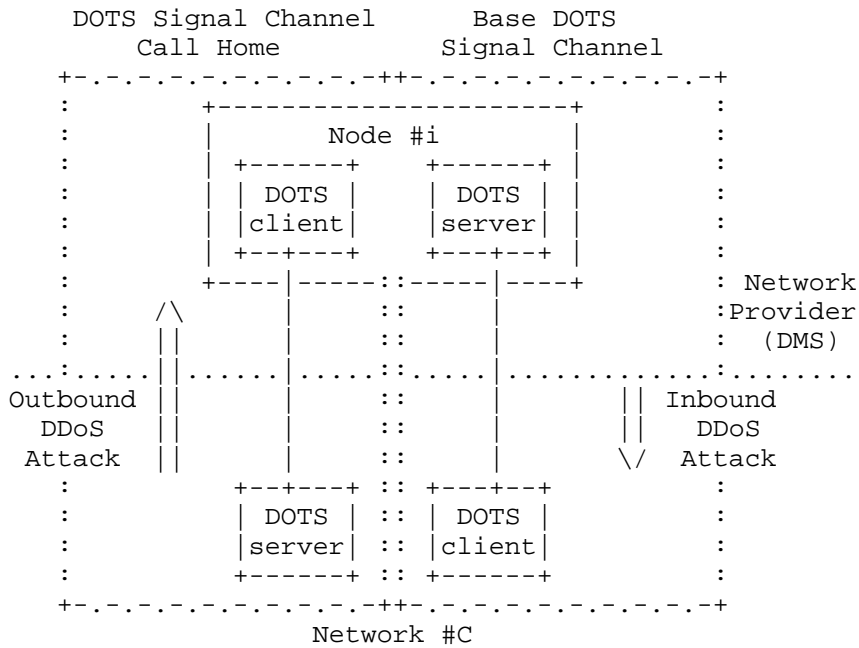 DOTS Signal Channel Base DOTS
Call Home Signal Channel
Node #i
DOTS DOTS
client server
Network
Provider
(DMS)
Outbound Inbound
DDoS DDoS
Attack Attack
DOTS DOTS
server client
Network #C